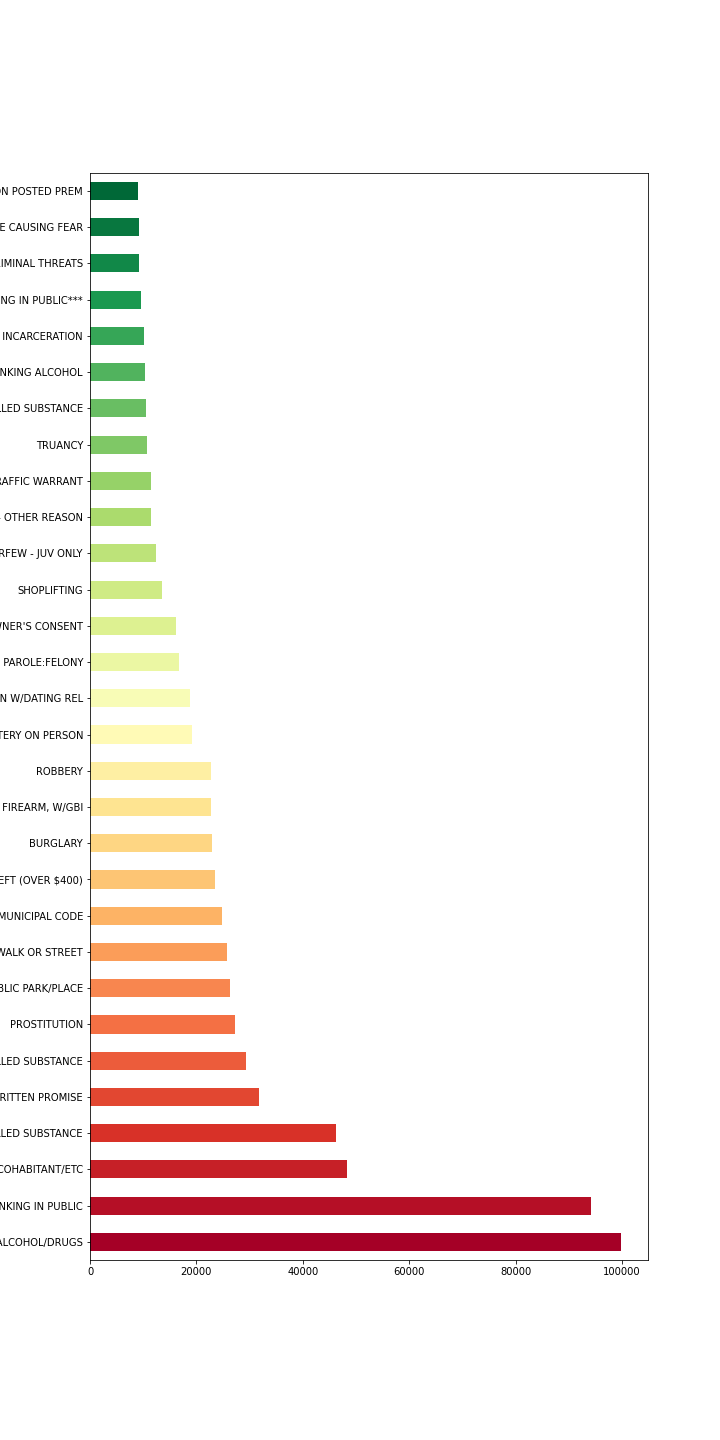 ON POSTED PREM
E CAUSING FEAR
IMINAL THREATS
NG IN PUBLIC***
INCARCERATION
NKING ALCOHOL
LLED SUBSTANCE
TRUANCY
AFFIC WARRANT
OTHER REASON
RFEW - JUV ONLY
SHOPLIFTING
NER'S CONSENT
PAROLE:FELONY
N W/DATING REL
TERY ON PERSON
ROBBERY
FIREARM, W/GBI
BURGLARY
EFT (OVER $400)
MUNICIPAL CODE
WALK OR STREET
BLIC PARK/PLACE
PROSTITUTION
LLED SUBSTANCE
RITTEN PROMISE
LLED SUBSTANCE
COHABITANT/ETC
NKING IN PUBLIC
ALCOHOL/DRUGS
0 20000 40000 60000 80000 100000